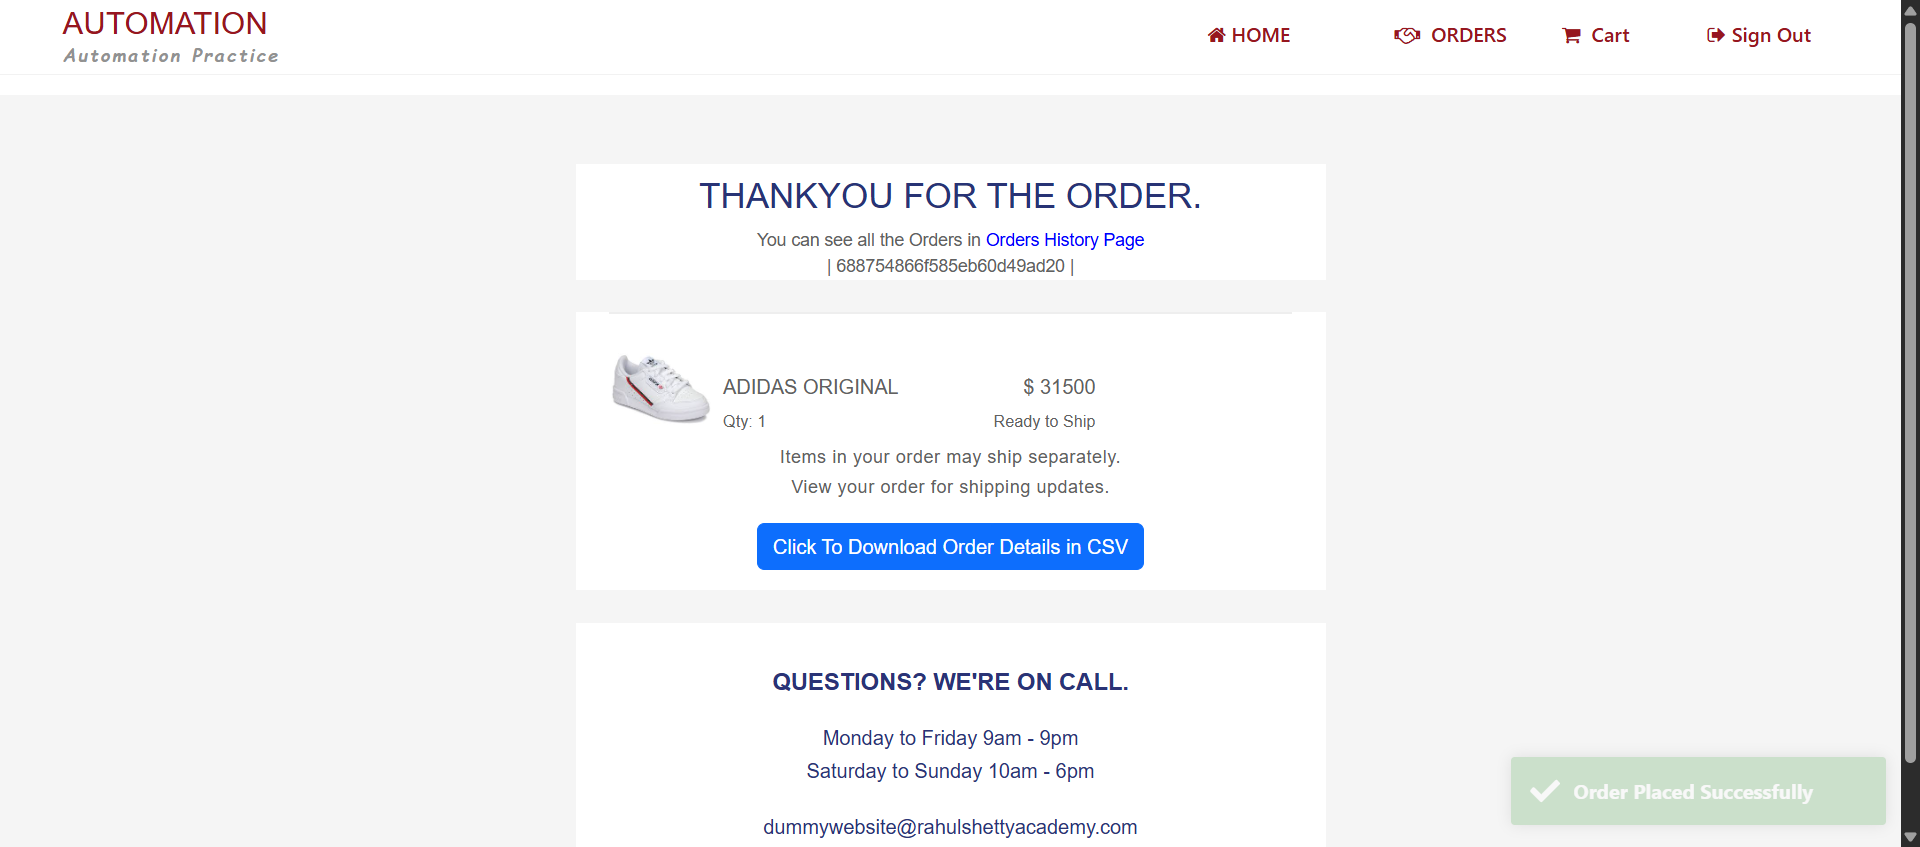 AUTOMATION
Automation Practice
HOME
ORDERS
Cart
Sign Out
THANKYOU FOR THE ORDER.
You can see all the Orders in Orders History Page
| 688754866f585eb60d49ad20 |
ADIDAS ORIGINAL
$ 31500
Qty: 1
Ready to Ship
Items in your order may ship separately.
View your order for shipping updates.
Click To Download Order Details in CSV
QUESTIONS? WE'RE ON CALL.
Monday to Friday 9am - 9pm
Saturday to Sunday 10am - 6pm
dummywebsite@rahulshettyacademy.com
Order Placed Successfully